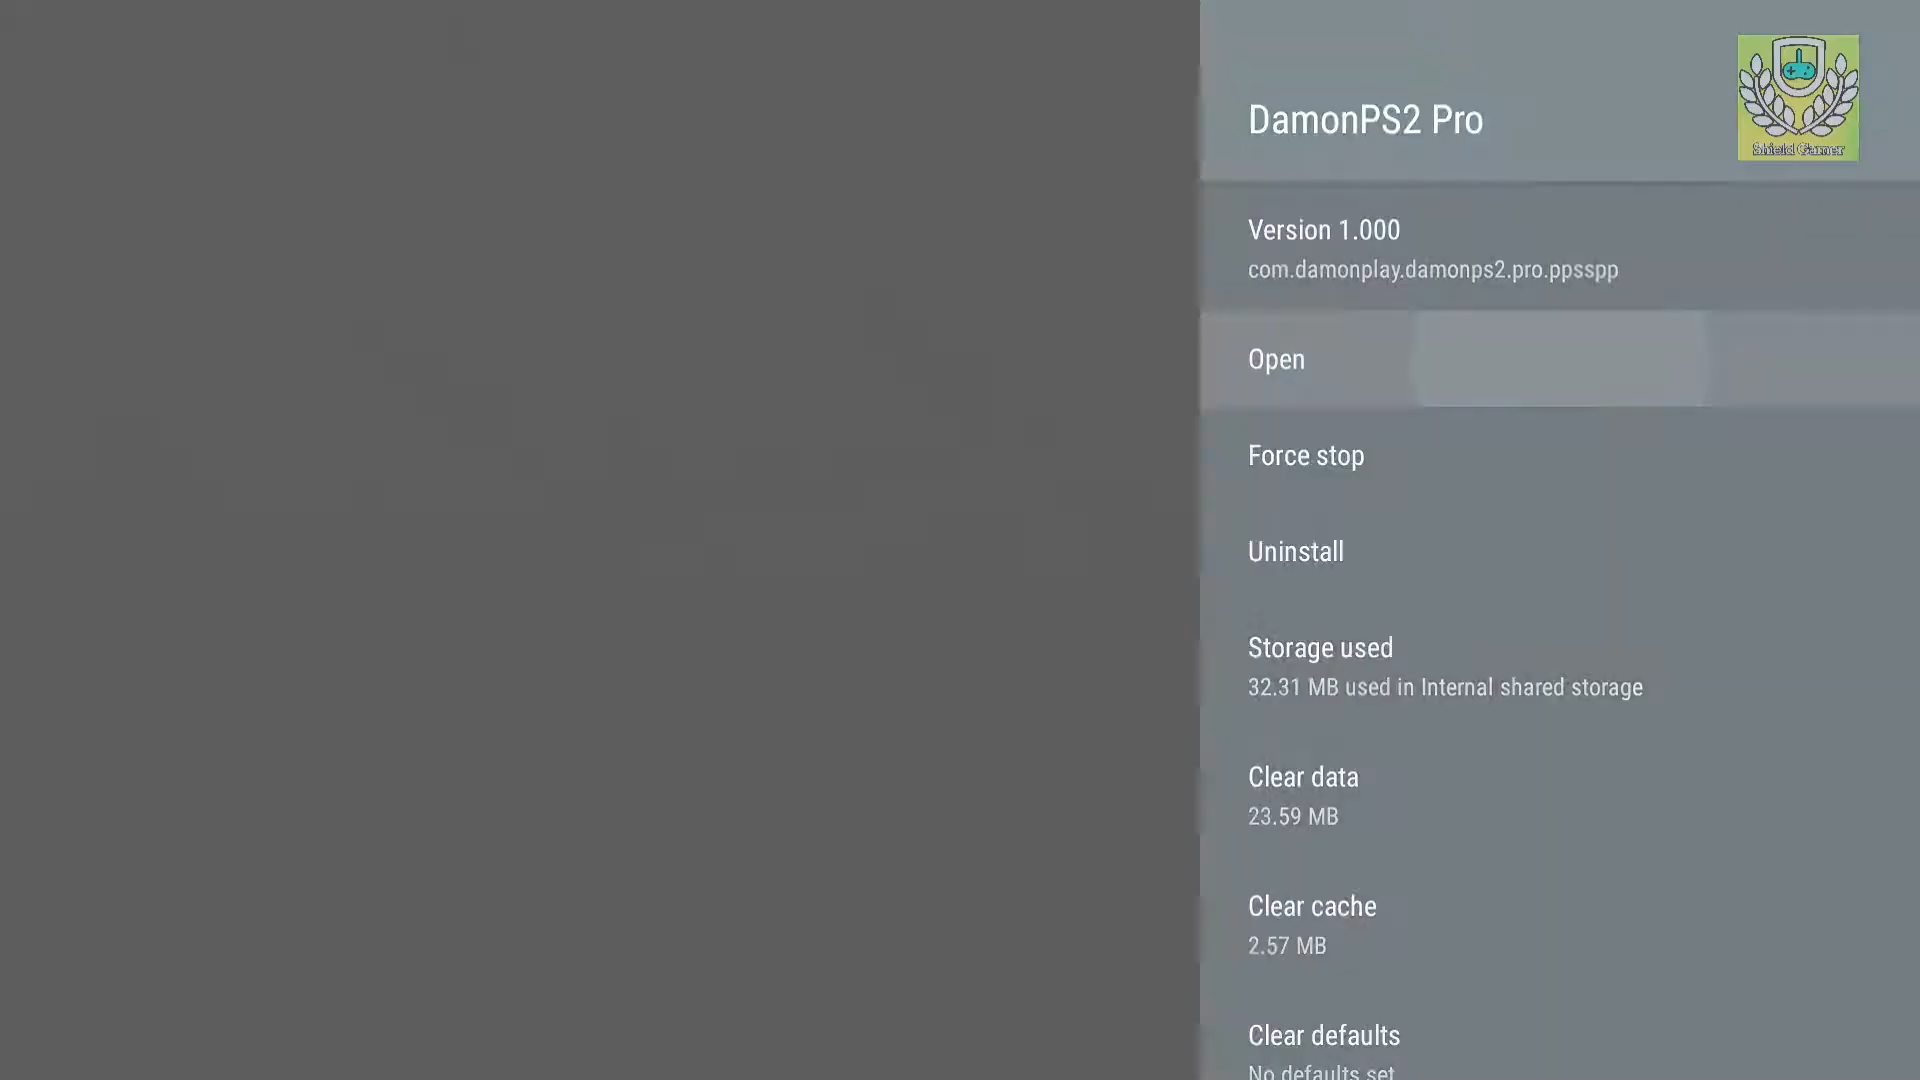 DamonPS2 Pro
Shield Gamer
Version 1.000
com.damonplay.damonps2.pro.ppsspp
Open
Force stop
Uninstall
Storage used
32.31 MB used in Internal shared storage
Clear data
23.59 MB
Clear cache
2.57 MB
Clear defaults
No defaults set